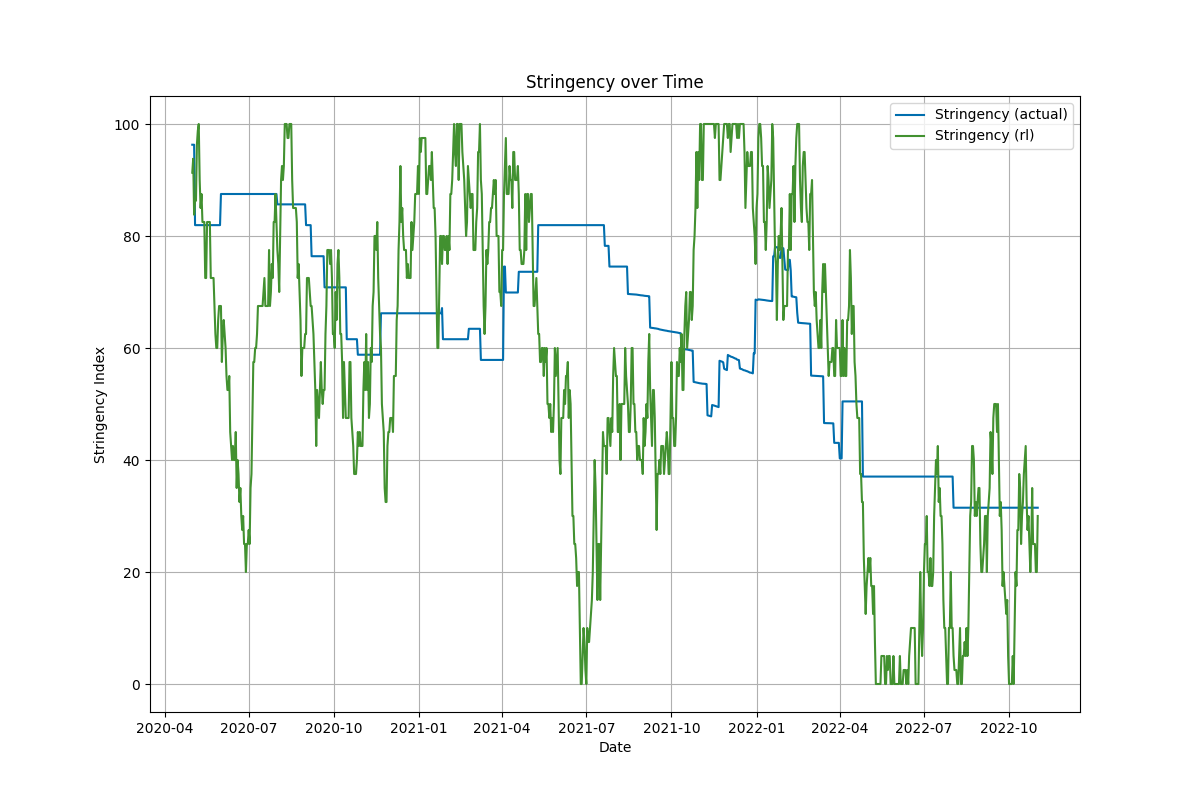 Stringency over Time
Stringency (actual)
Stringency (rl)
100
80
60
40
20
0
Stringency Index
2020-04 2020-07 2020-10 2021-01 2021-04 2021-07 2021-10 2022-01 2022-04 2022-07 2022-10
Date